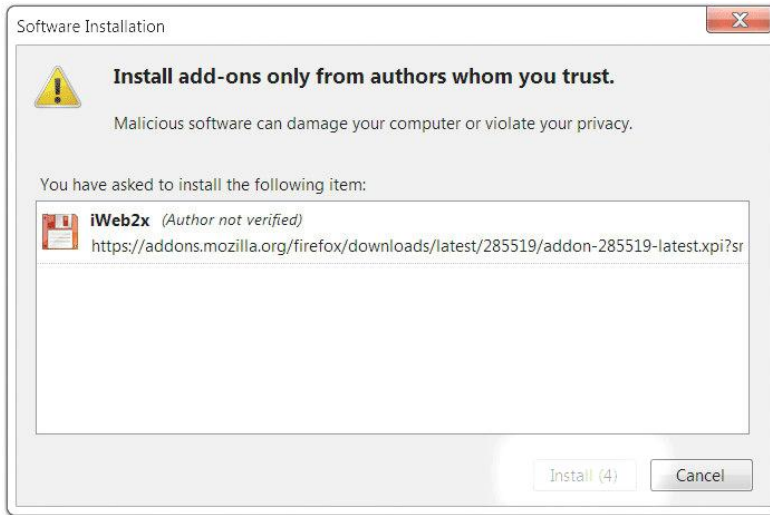 Software Installation
Install add-ons only from authors whom you trust.
Malicious software can damage your computer or violate your privacy.
You have asked to install the following item:
iWeb2x (Author not verified)
https://addons.mozilla.org/firefox/downloads/latest/285519/addon-285519-latest.xpi?sr
Install (4) Cancel